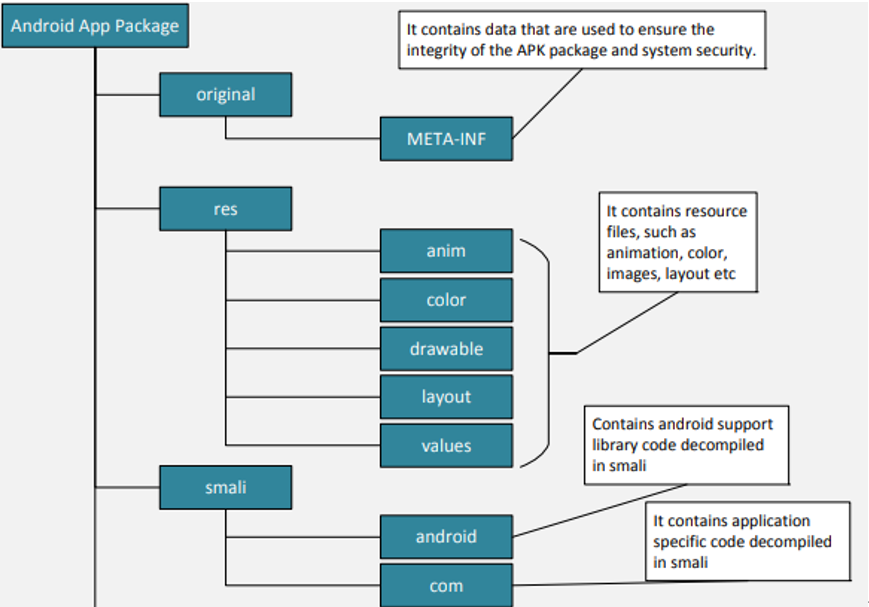 Android App Package
It contains data that are used to ensure the
integrity of the APK package and system security.
original
META-INF
res
It contains resource
files, such as
animation, color,
images, layout etc
anim
color
drawable
layout
values
Contains android support
library code decompiled
in smali
smali
It contains application
specific code decompiled
in smali
android
com